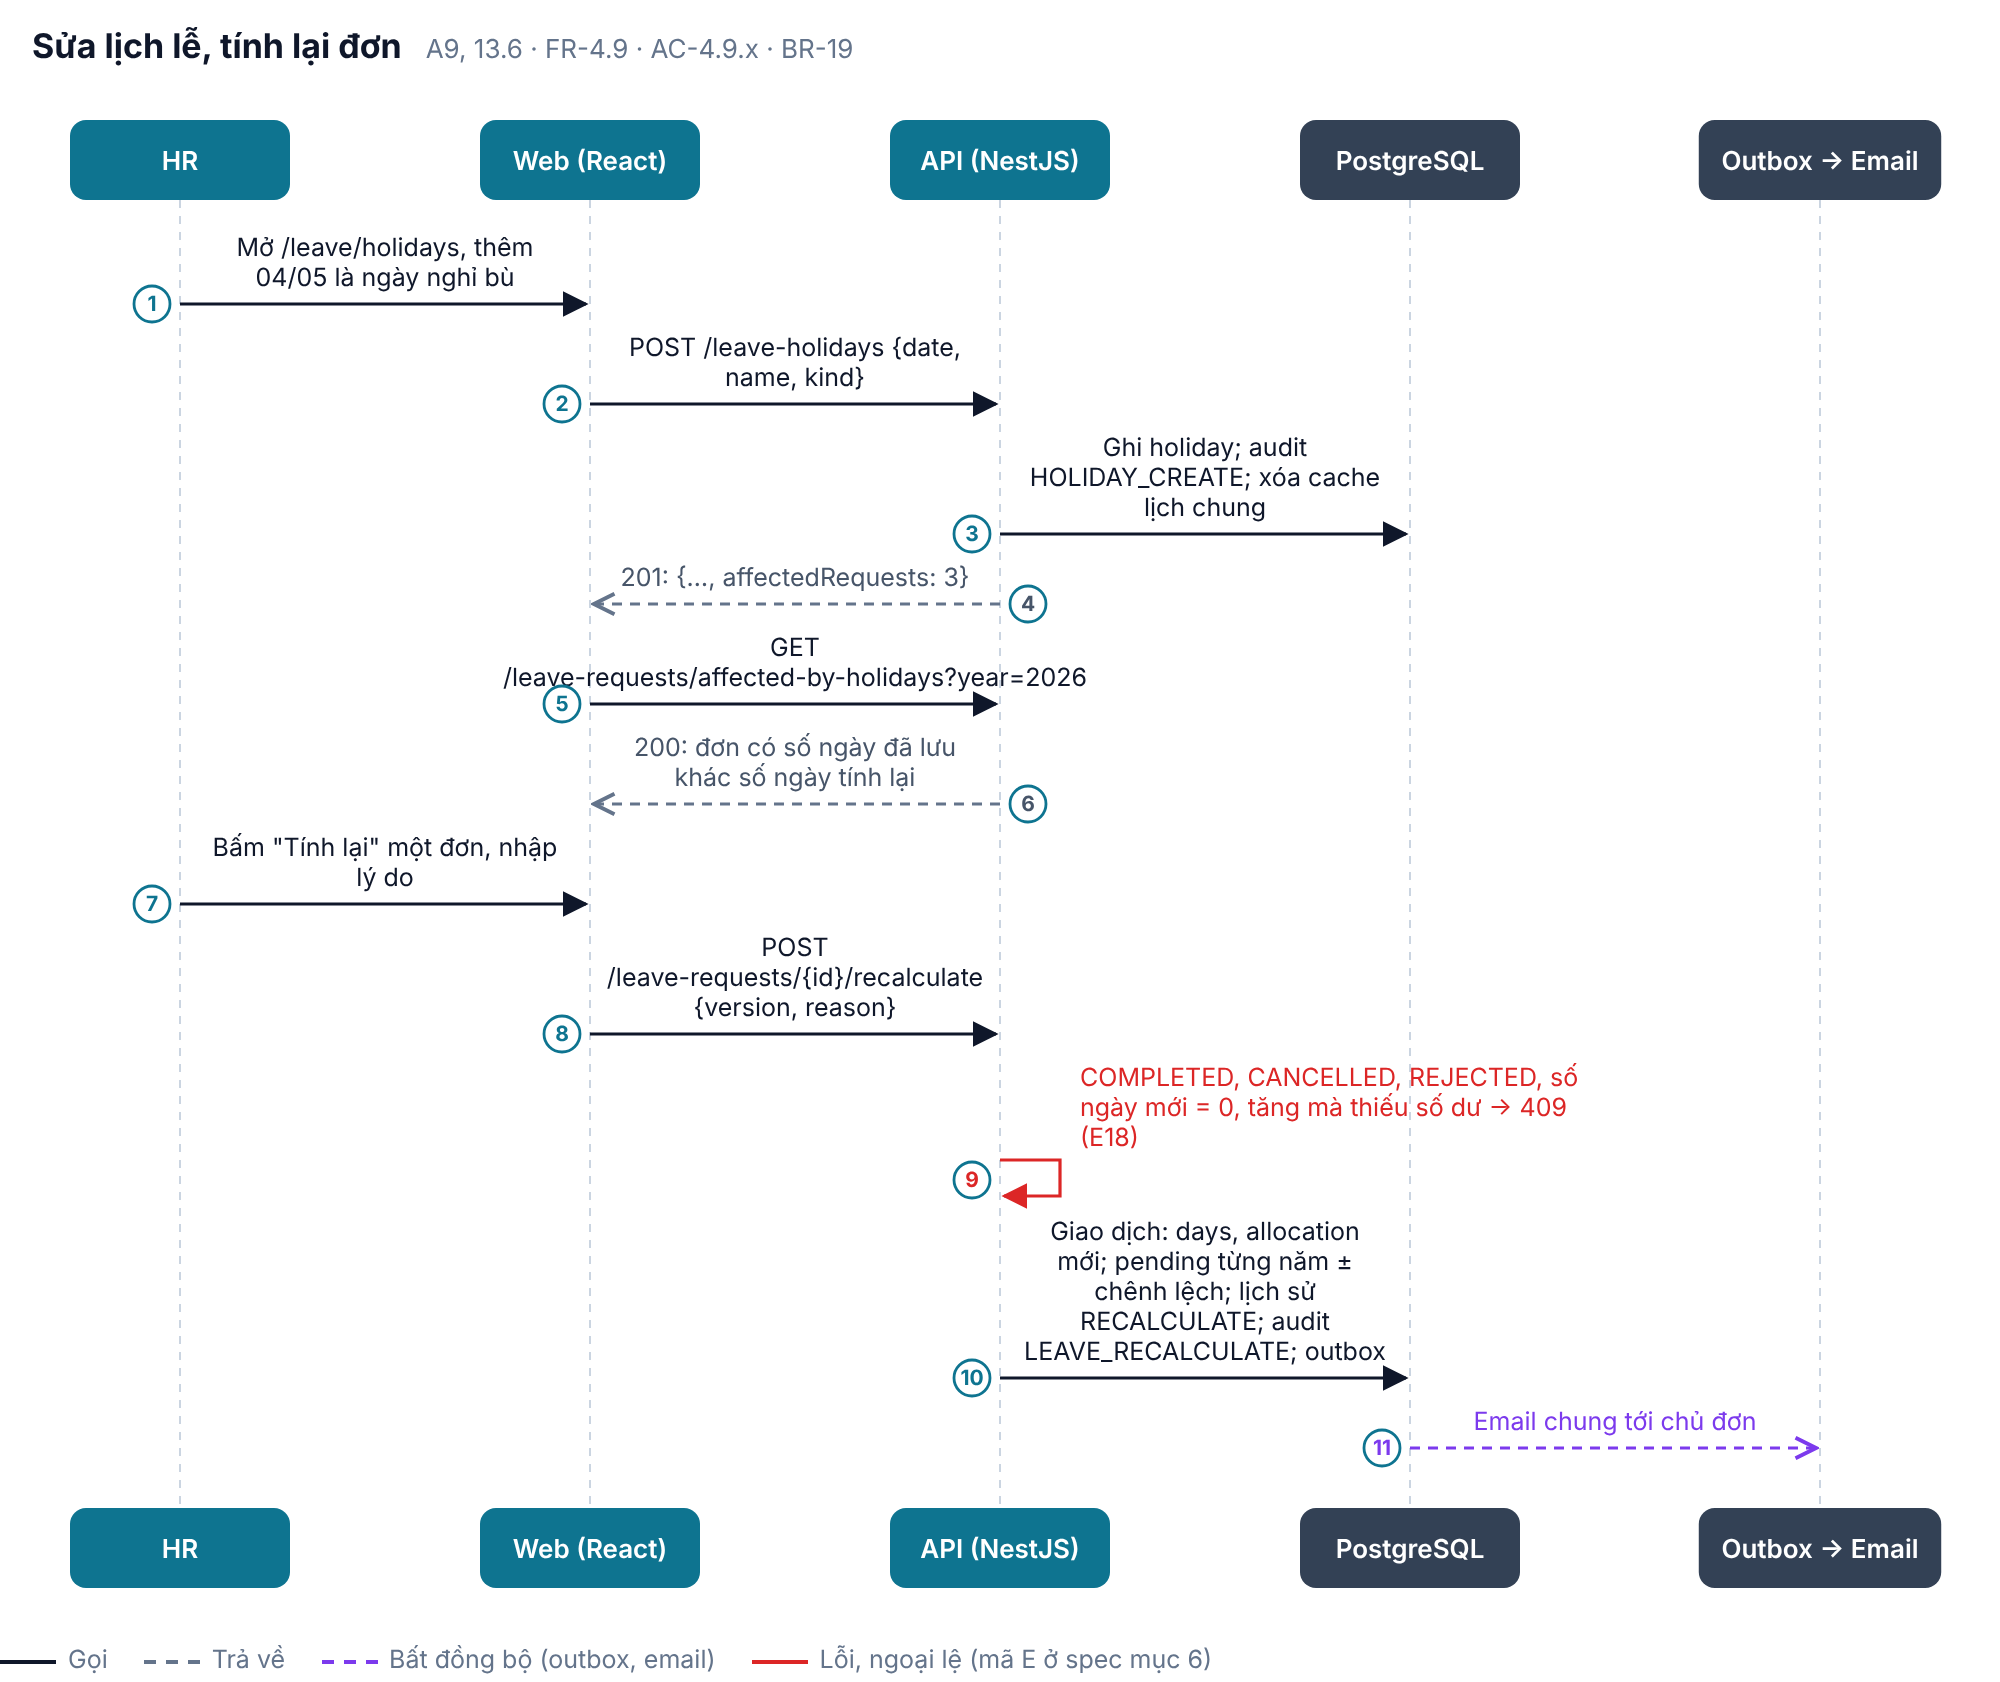 Sửa lịch lễ, tính lại đơn A9, 13.6 · FR-4.9 · AC-4.9.x · BR-19
HR
Web (React)
API (NestJS)
PostgreSQL
Outbox → Email
Mở /leave/holidays, thêm
04/05 là ngày nghỉ bù
1
POST /leave-holidays {date,
name, kind}
2
Ghi holiday; audit
HOLIDAY_CREATE; xóa cache
lịch chung
3
201: {..., affectedRequests: 3}
4
GET
/leave-requests/affected-by-holidays?year=2026
5
200: đơn có số ngày đã lưu
khác số ngày tính lại
6
Bấm "Tính lại" một đơn, nhập
lý do
7
POST
/leave-requests/{id}/recalculate
{version, reason}
8
COMPLETED, CANCELLED, REJECTED, số
ngày mới = 0, tăng mà thiếu số dư → 409
(E18)
9
Giao dịch: days, allocation
mới; pending từng năm ±
chênh lệch; lịch sử
RECALCULATE; audit
LEAVE_RECALCULATE; outbox
10
Email chung tới chủ đơn
11
HR
Web (React)
API (NestJS)
PostgreSQL
Outbox → Email
Gọi
Trả về
Bất đồng bộ (outbox, email)
Lỗi, ngoại lệ (mã E ở spec mục 6)